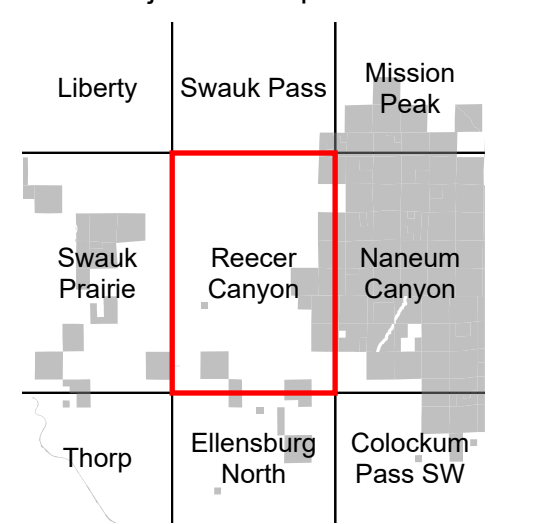 Liberty
Swauk Pass
Mission
Peak
Swauk
Prairie
Reecer
Canyon
Naneum
Canyon
Thorp
Ellensburg
North
Colockum
Pass SW